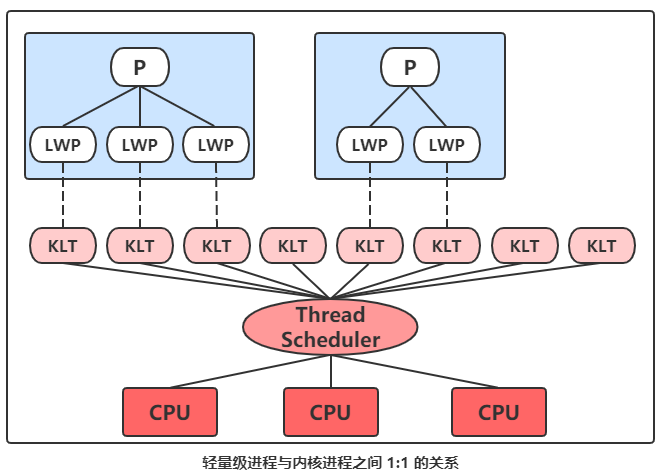 P
P
LWP
LWP
LWP
LWP
LWP
KLT
KLT
KLT
KLT
KLT
KLT
KLT
KLT
Thread
Scheduler
CPU
CPU
CPU
轻量级进程与内核进程之间 1:1 的关系